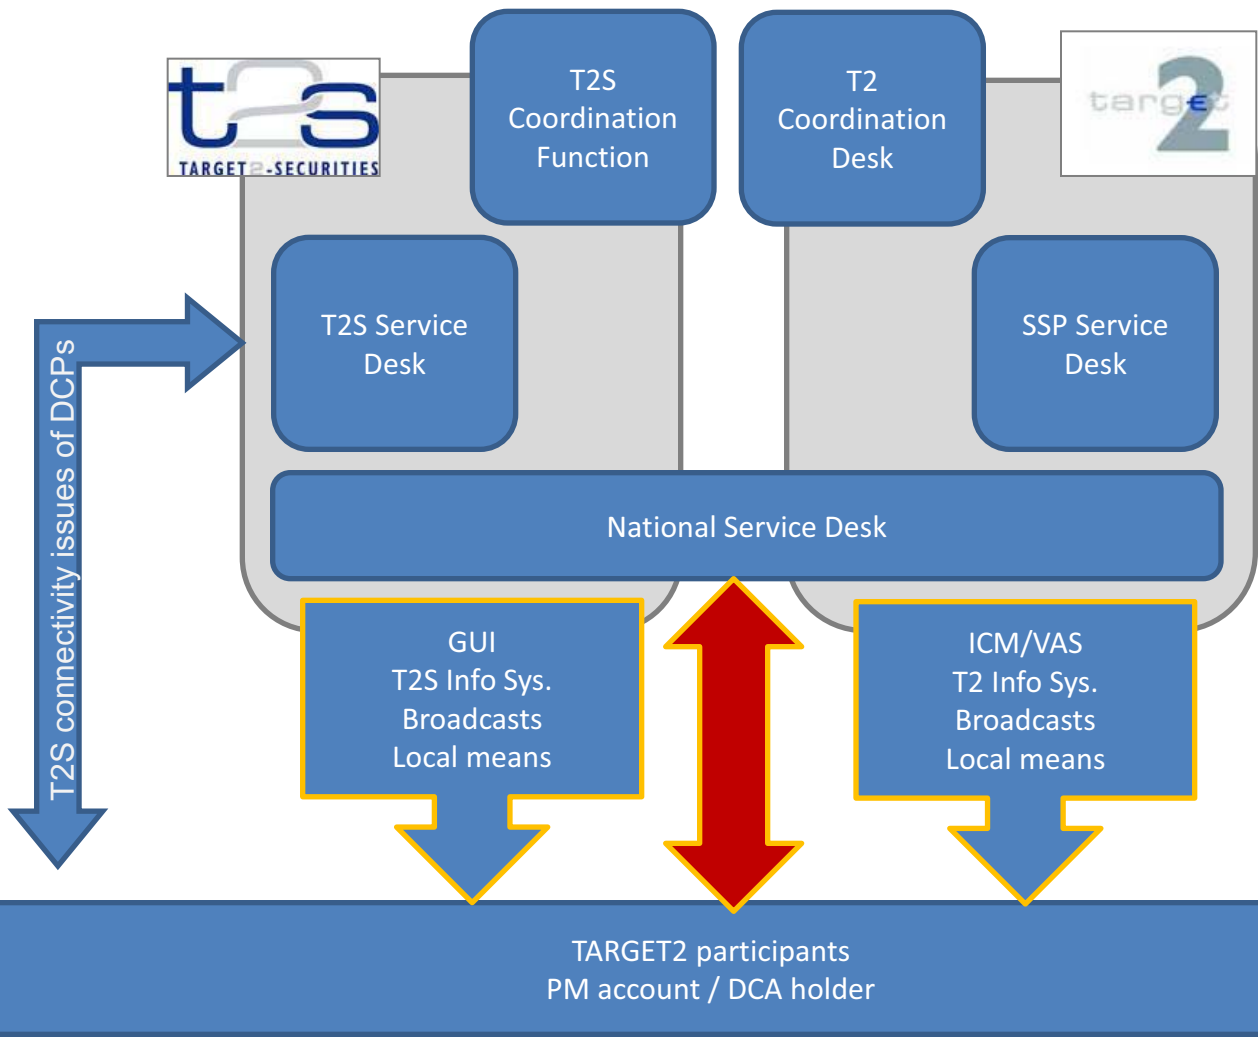 T2S
Coordination
Function
T2
Coordination
Desk
t2s
TARGET2-SECURITIES
target
2
T2S Service
Desk
SSP Service
Desk
T2S connectivity issues of DCPs
National Service Desk
GUI
T2S Info Sys.
Broadcasts
Local means
ICM/VAS
T2 Info Sys.
Broadcasts
Local means
TARGET2 participants
PM account / DCA holder